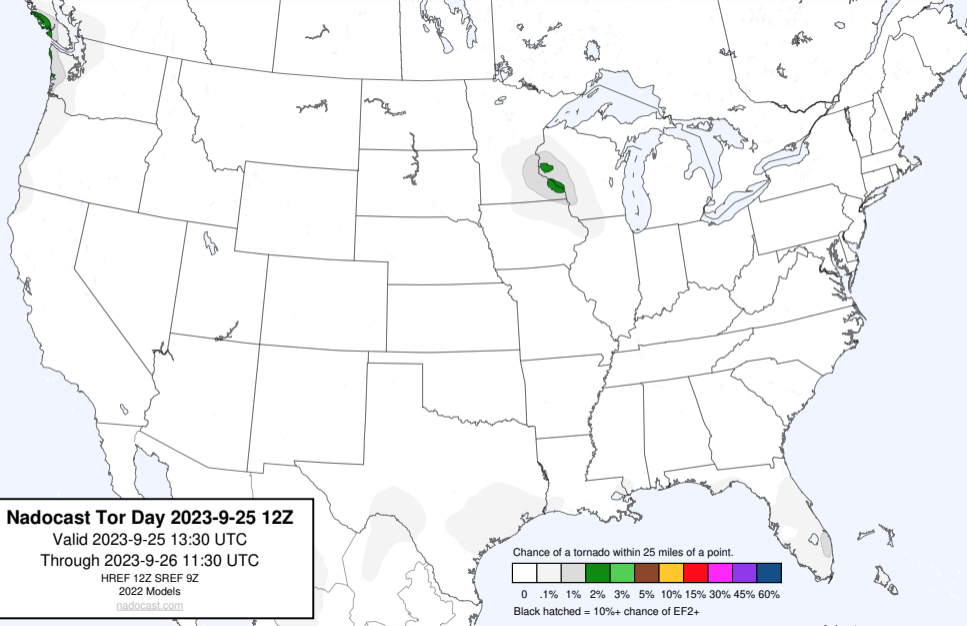 Nadocast Tor Day 2023-9-25 12Z
Valid 2023-9-25 13:30 UTC
Through 2023-9-26 11:30 UTC
HREF 12Z SREF 9Z
2022 Models
nadocast.com
Chance of a tornado within 25 miles of a point.
0 .1% 1% 2% 3% 5% 10% 15% 30% 45% 60%
Black hatched = 10%+ chance of EF2+